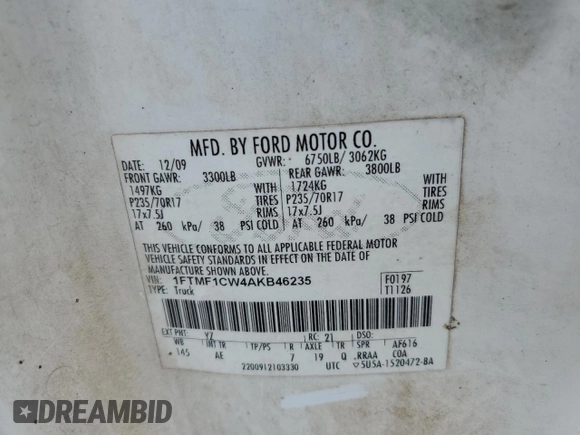 MFD. BY FORD MOTOR CO.
DATE: 12/09 GVWR: 6750LB/ 3062KG
FRONT GAWR: 3300LB REAR GAWR: 3800LB
1497KG WITH 1724KG WITH
P235/70R17 TIRES P235/70R17 TIRES
17x7.5J RIMS 17x7.5J RIMS
AT 260 kPa/ 38 PSI COLD AT 260 kPa/ 38 PSI COLD
THIS VEHICLE CONFORMS TO ALL APPLICABLE FEDERAL MOTOR
VEHICLE SAFETY STANDARDS IN EFFECT ON THE DATE OF
MANUFACTURE SHOWN ABOVE.
VIN: 1FTMF1CW4AKB46235 F0197
TYPE: Truck T1126
EXT PNT: YZ RC: 21 DSO:
WB INT TR TP/PS R AXLE TR SPR AF616
145 AE 7 19 Q RRAA COA
2200912103330 UTC 5U5A-1520472-BA
DREAMBID